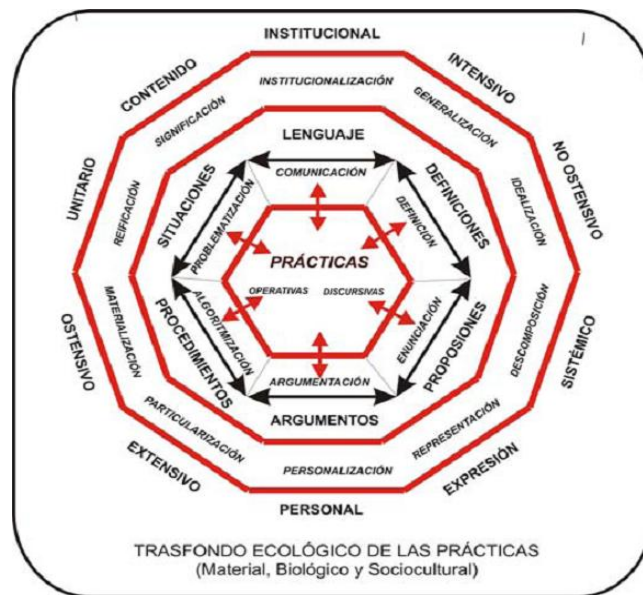 INSTITUCIONAL
CONTENIDO
INTENSIVO
INSTITUCIONALIZACIÓN
SIGNIFICACIÓN
GENERALIZACIÓN
UNITARIO
NO OSTENSIVO
LENGUAJE
COMUNICACIÓN
REIFICACIÓN
SITUACIONES
PROBLEMATIZACIÓN
DEFINICIÓN
DEFINICIONES
IDEALIZACIÓN
PRÁCTICAS
OPERATIVAS
DISCURSIVAS
OSTENSIVO
MATERIALIZACIÓN
PROCEDIMIENTOS
ALGORITMIZACIÓN
ENUNCIACIÓN
PROPOSIONES
DESCOMPOSICIÓN
SISTÉMICO
ARGUMENTACIÓN
ARGUMENTOS
PARTICULARIZACIÓN
REPRESENTACIÓN
EXTENSIVO
PERSONALIZACIÓN
EXPRESIÓN
PERSONAL
TRASFONDO ECOLÓGICO DE LAS PRÁCTICAS
(Material, Biológico y Sociocultural)